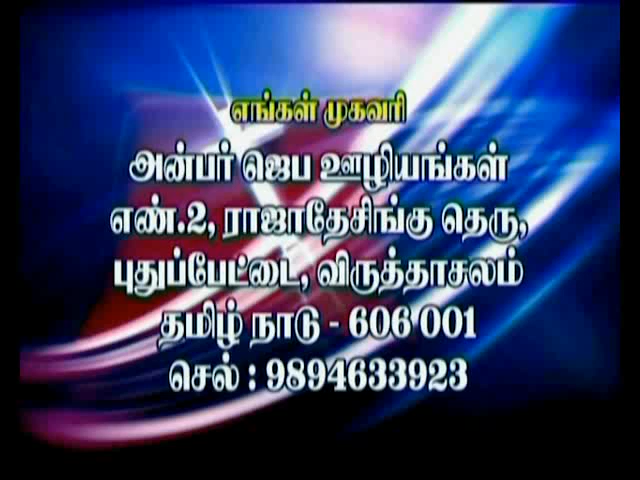 எங்கள் முகவரி
அன்பர் ஜெப ஊழியங்கள்
எண்.2, ராஜாதேசிங்கு தெரு,
புதுப்பேட்டை, விருத்தாசலம்
தமிழ் நாடு - 606 001
செல் : 9894633923